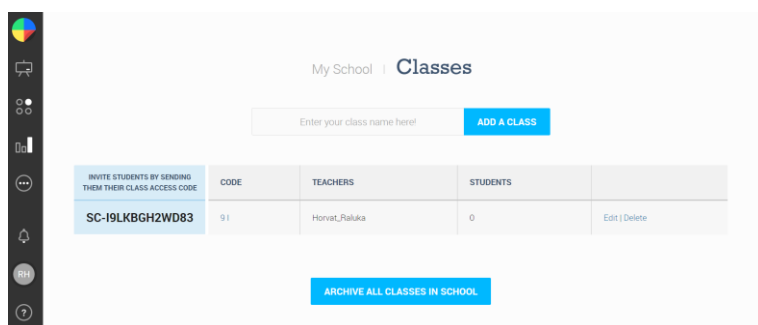 My School | Classes
Enter your class name here! ADD A CLASS
INVITE STUDENTS BY SENDING
THEM THEIR CLASS ACCESS CODE
CODE TEACHERS STUDENTS
SC-I9LKBGH2WD83 9 I Horvat_Raluka 0 Edit | Delete
RH
ARCHIVE ALL CLASSES IN SCHOOL
?